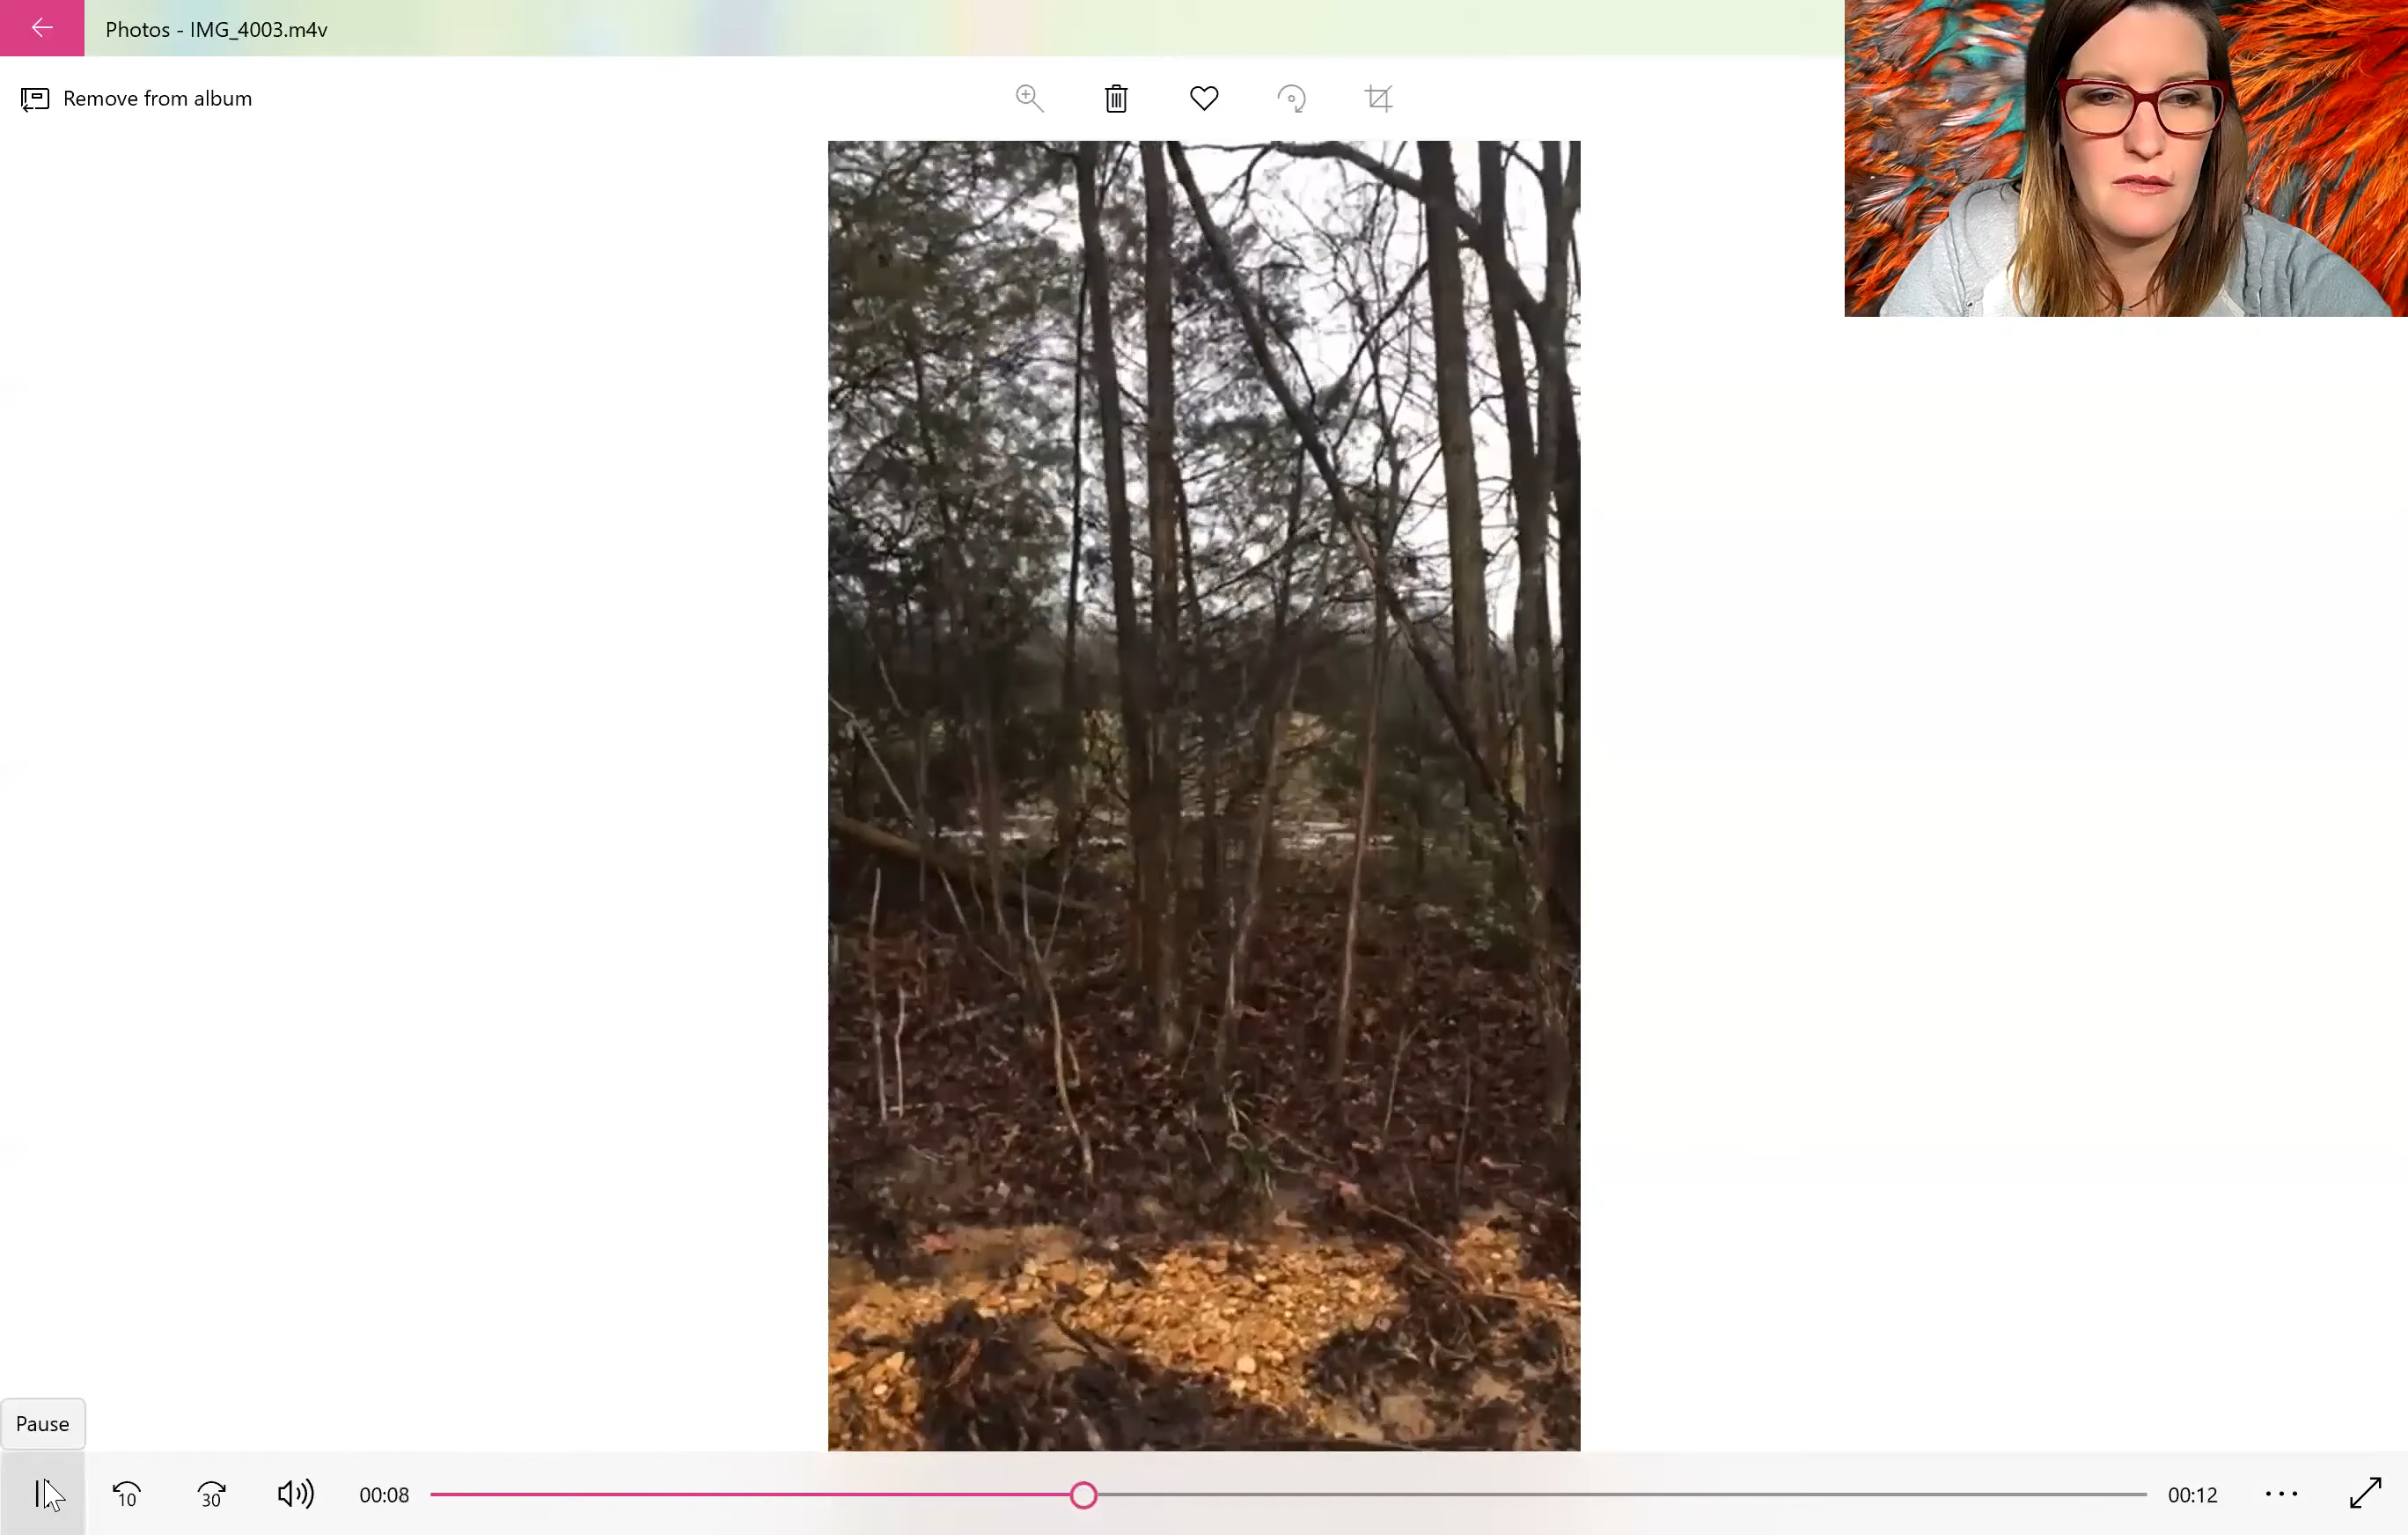 Photos - IMG_4003.m4v
Remove from album
Pause
10
30
00:08
00:12